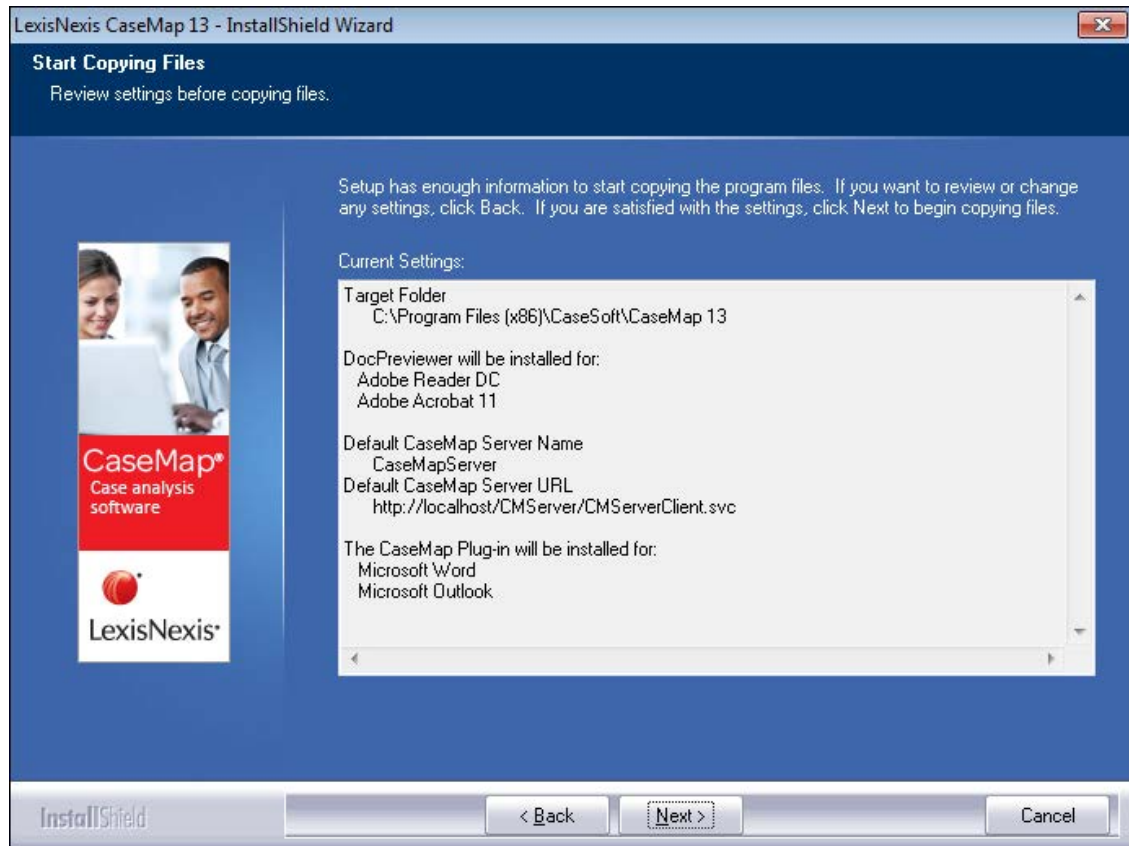 LexisNexis CaseMap 13 - InstallShield Wizard
Start Copying Files
Review settings before copying files.
Setup has enough information to start copying the program files. If you want to review or change
any settings, click Back. If you are satisfied with the settings, click Next to begin copying files.
Current Settings:
Target Folder
C:\Program Files (x86)\CaseSoft\CaseMap 13
DocPreviewer will be installed for:
Adobe Reader DC
Adobe Acrobat 11
Default CaseMap Server Name
CaseMapServer
Default CaseMap Server URL
http://localhost/CMServer/CMServerClient.svc
The CaseMap Plug-in will be installed for:
Microsoft Word
Microsoft Outlook
CaseMap®
Case analysis
software
LexisNexis
InstallShield
< Back
Next >
Cancel